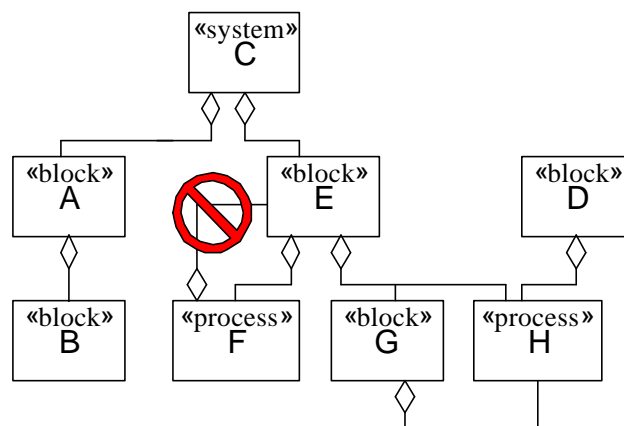 «system»
C
«block»
A
«block»
E
«block»
D
«block»
B
«process»
F
«block»
G
«process»
H